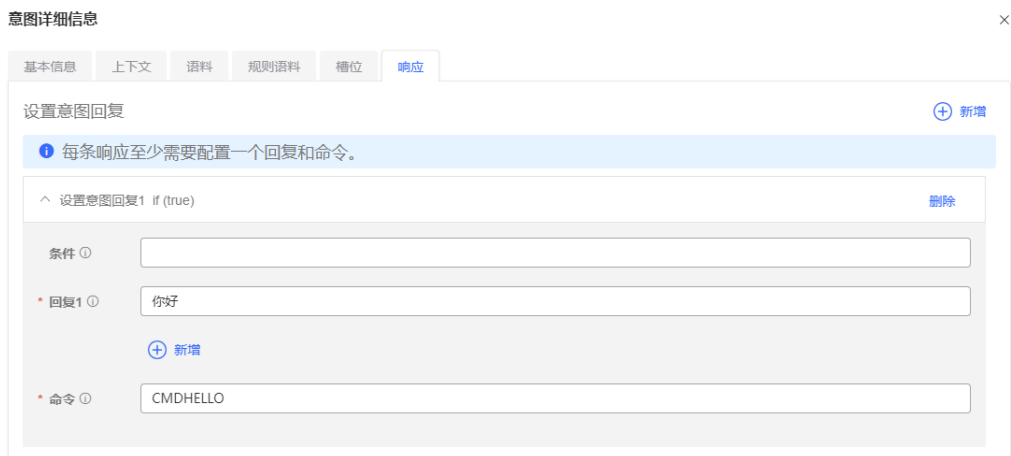 意图详细信息
基本信息 上下文 语料 规则语料 槽位 响应
设置意图回复 新增
每条响应至少需要配置一个回复和命令。
设置意图回复1 if (true) 删除
条件
* 回复1 你好
新增
* 命令 CMDHELLO